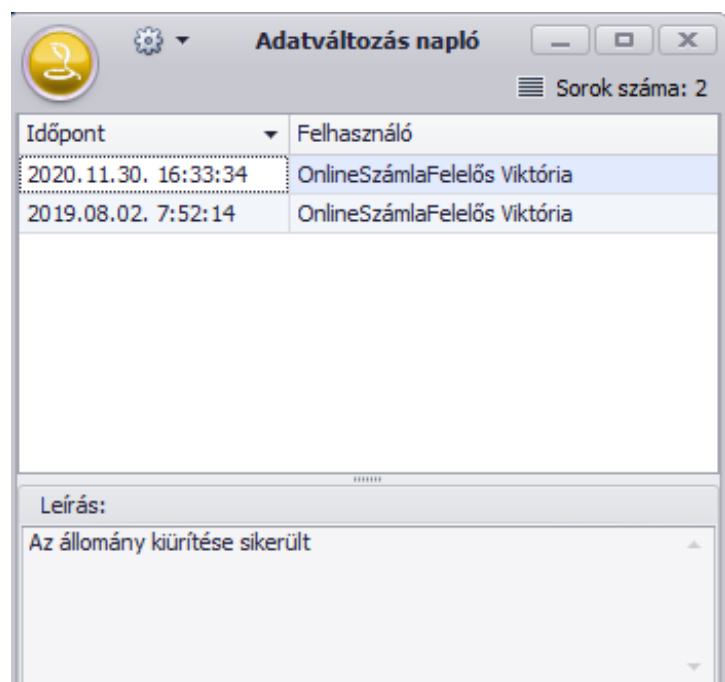 Adatváltozás napló
Sorok száma: 2
Időpont Felhasználó
2020.11.30. 16:33:34 OnlineSzámlaFelelős Viktória
2019.08.02. 7:52:14 OnlineSzámlaFelelős Viktória
Leírás:
Az állomány kiürítése sikerült